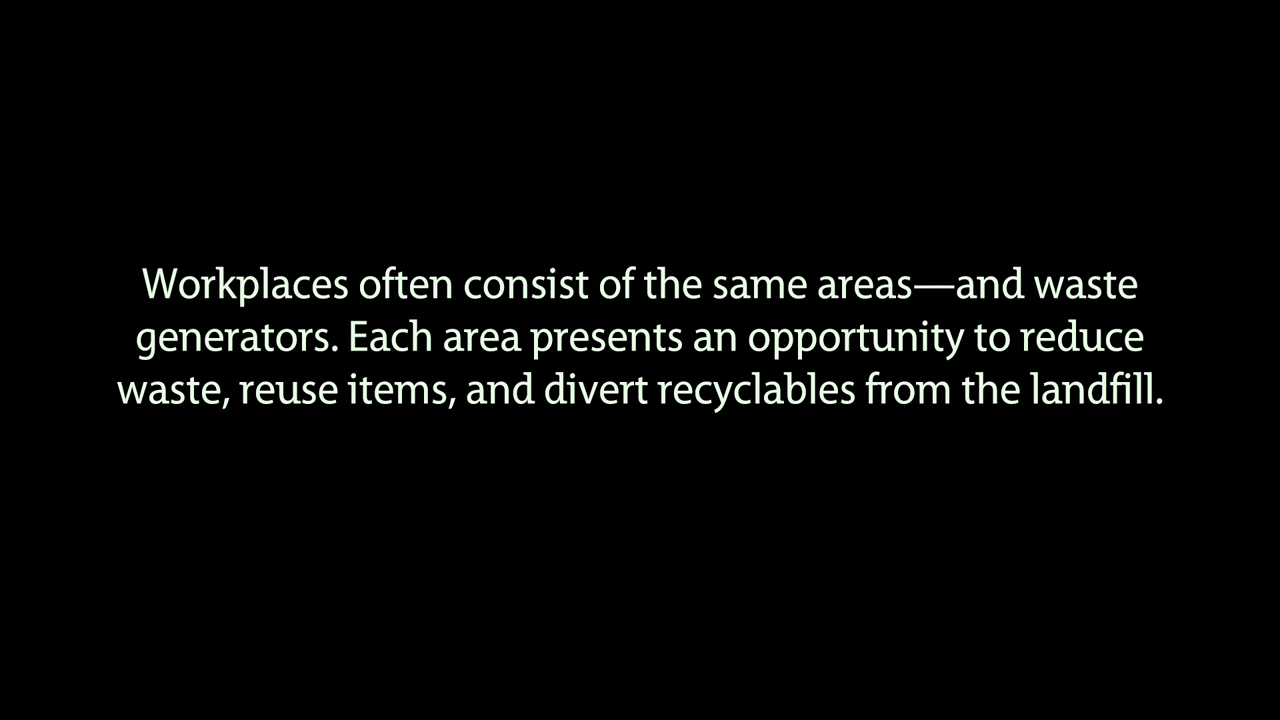 Workplaces often consist of the same areas—and waste
generators. Each area presents an opportunity to reduce
waste, reuse items, and divert recyclables from the landfill.